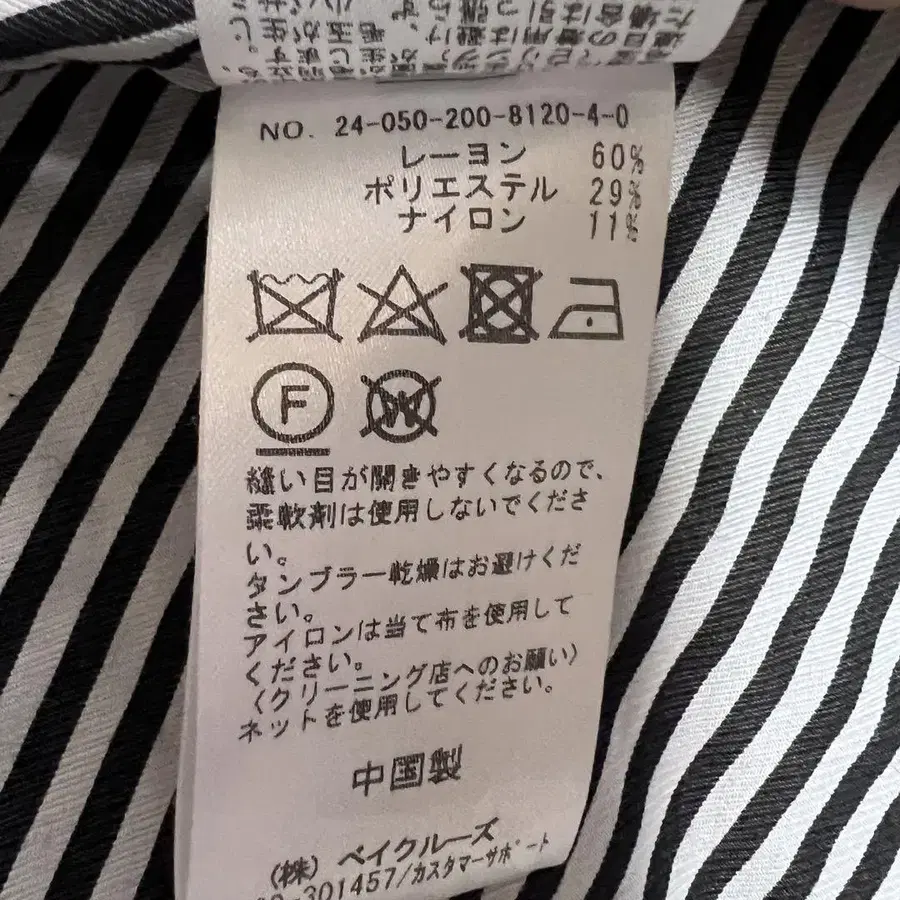 NO. 24-050-200-8120-4-0
レーヨン 60%
ポリエステル 29%
ナイロン 11%
F
W
縫い目が開きやすくなるので、
柔軟剤は使用しないでくださ
い。
タンブラー乾燥はお避けくだ
さい。
アイロンは当て布を使用して
ください。
(クリーニング店へのお願い)
ネットを使用してください。
中国製
(株) ベイクルーズ
-301457/カスタマーサポート